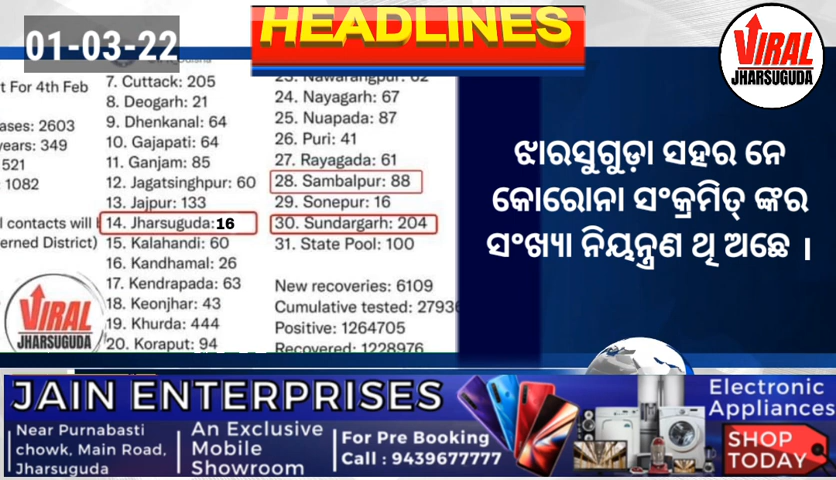 01-03-22
HEADLINES
VIRAL
JHARSUGUDA
t For 4th Feb
ases: 2603
years: 349
521
: 1082
l contacts will
erned District)
7. Cuttack: 205
8. Deogarh: 21
9. Dhenkanal: 64
10. Gajapati: 64
11. Ganjam: 85
12. Jagatsinghpur: 60
13. Jajpur: 133
14. Jharsuguda:16
15. Kalahandi: 60
16. Kandhamal: 26
17. Kendrapada: 63
18. Keonjhar: 43
19. Khurda: 444
20. Koraput: 94
23. Nawarangpur: 62
24. Nayagarh: 67
25. Nuapada: 87
26. Puri: 41
27. Rayagada: 61
28. Sambalpur: 88
29. Sonepur: 16
30. Sundargarh: 204
31. State Pool: 100
New recoveries: 6109
Cumulative tested: 27936
Positive: 1264705
Recovered: 1228976
VIRAL
JHARSUGUDA
ଝାରସୁଗୁଡ଼ା ସହର ନେ
କୋରୋନା ସଂକ୍ରମିତ୍ ଙ୍କର
ସଂଖ୍ୟା ନିୟନ୍ତ୍ରଣ ଥି ଅଛେ ।
JAIN ENTERPRISES
Near Purnabasti
chowk, Main Road,
Jharsuguda
An Exclusive
Mobile
Showroom
For Pre Booking
Call : 9439677777
Electronic
Appliances
SHOP
TODAY